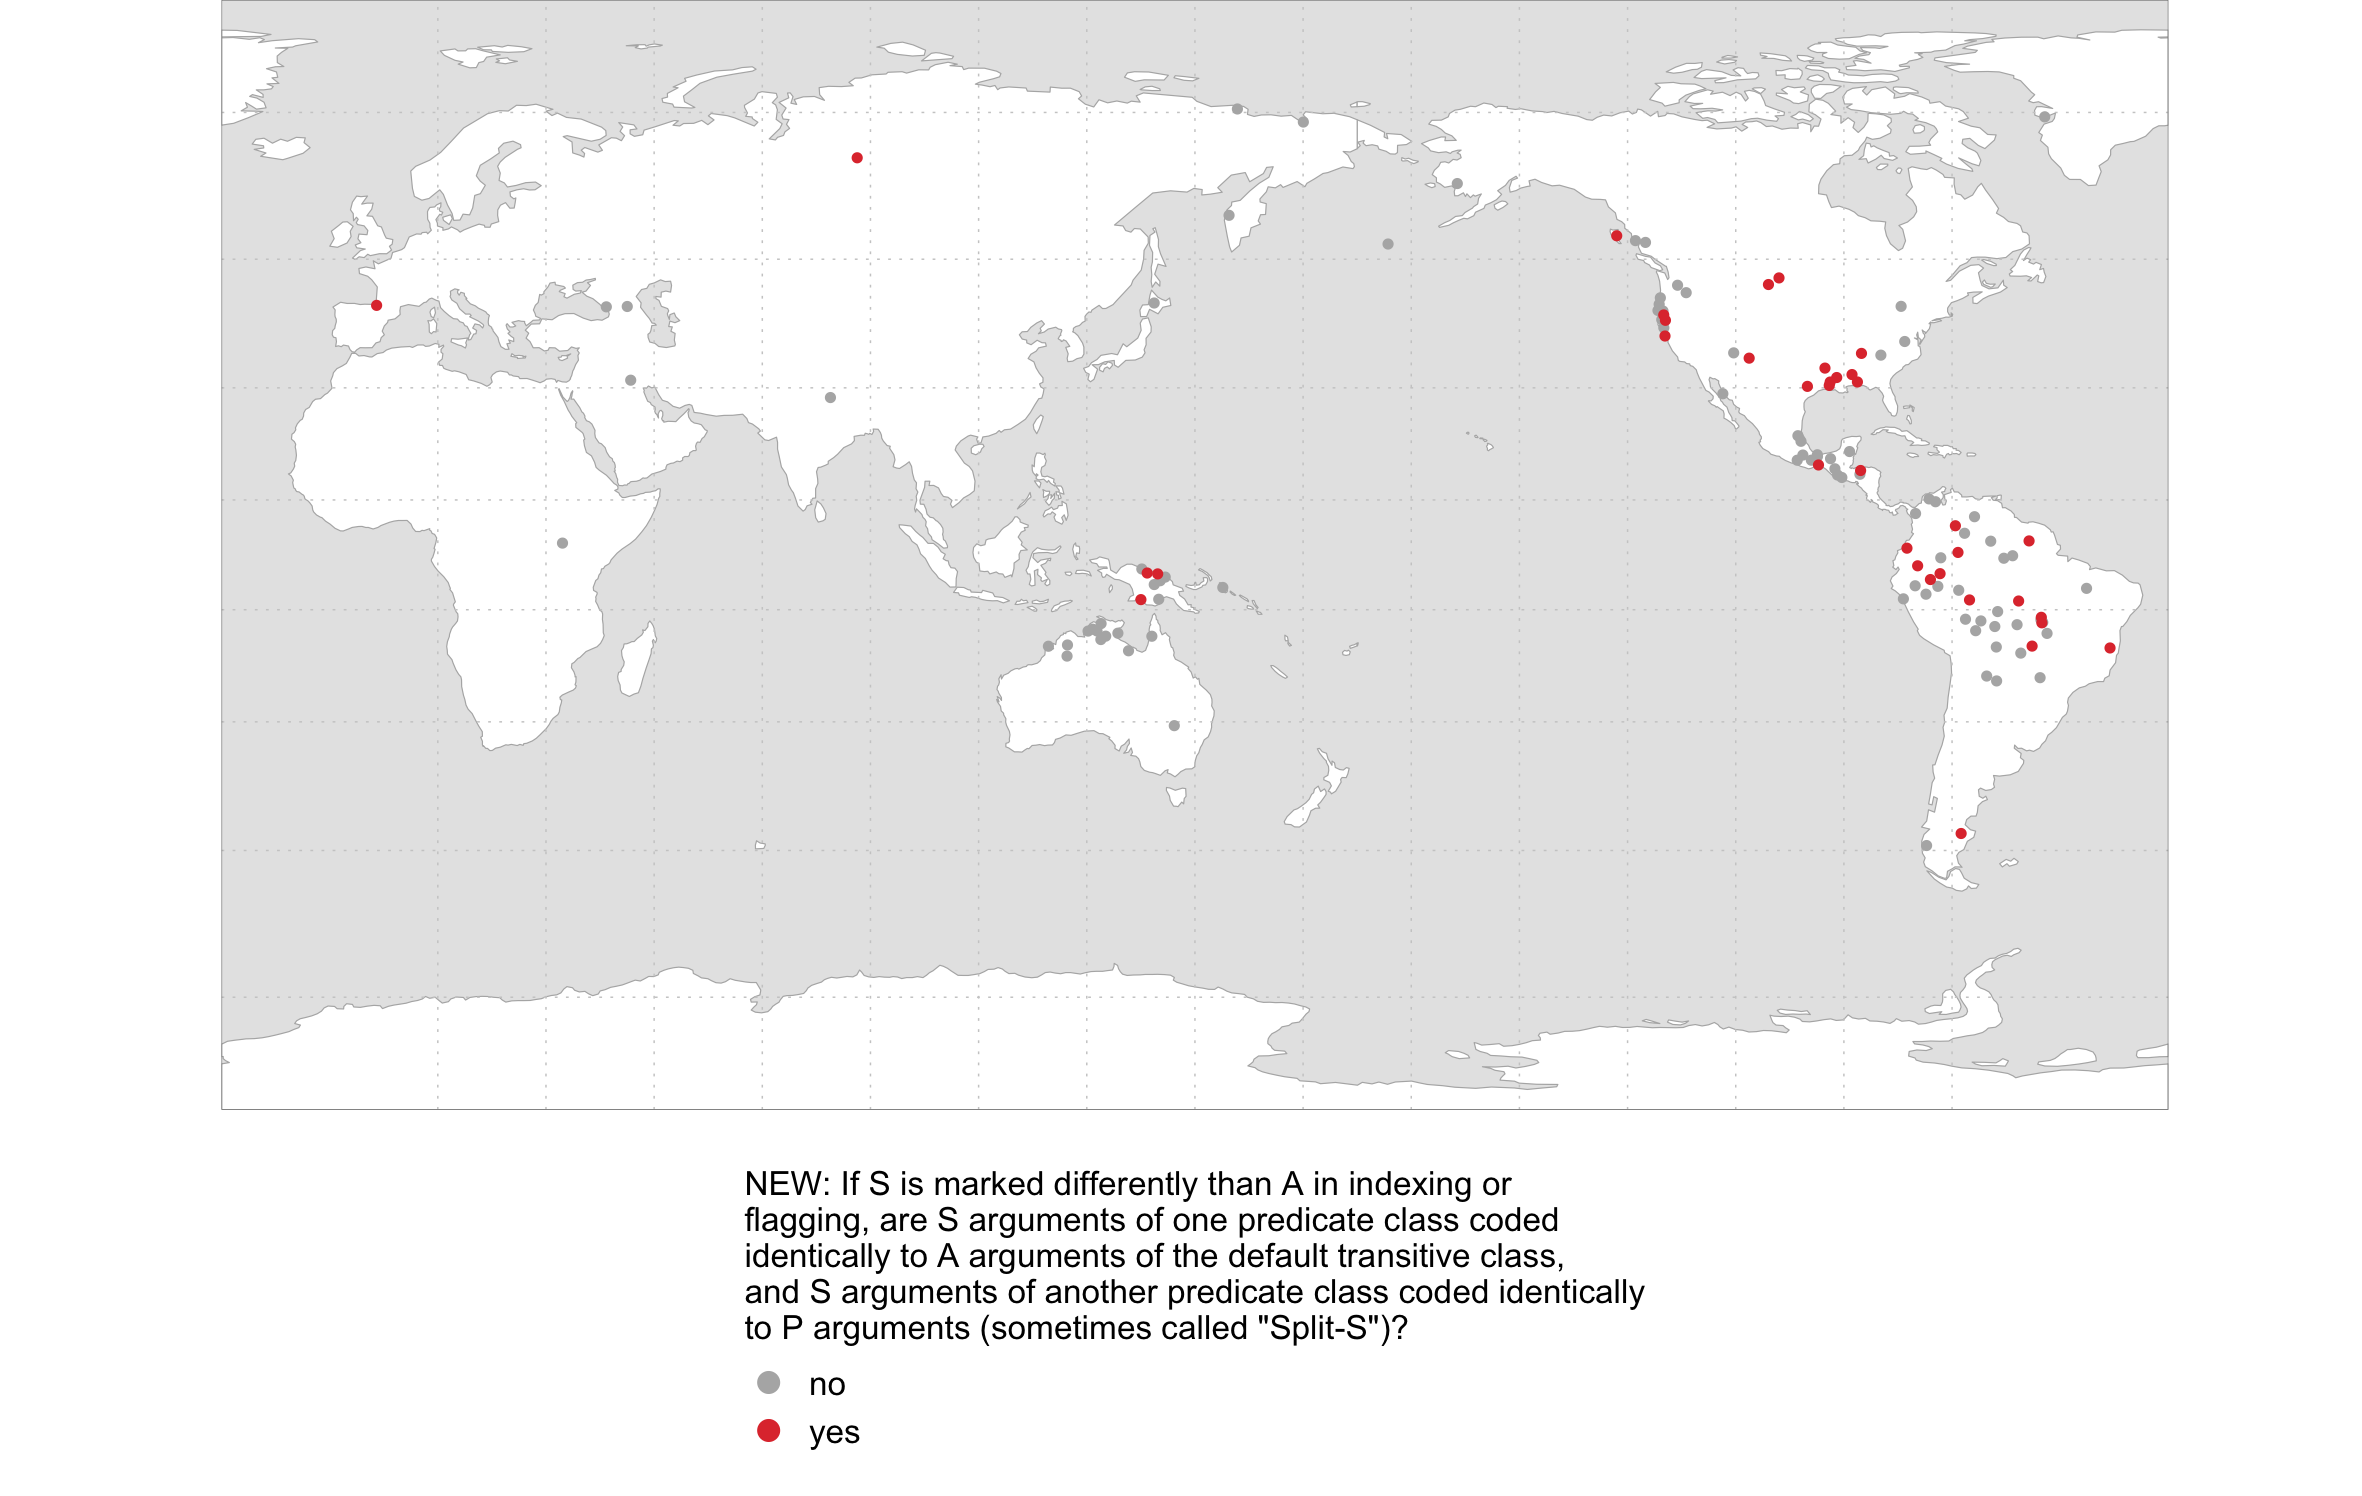 NEW: If S is marked differently than A in indexing or
flagging, are S arguments of one predicate class coded
identically to A arguments of the default transitive class,
and S arguments of another predicate class coded identically
to P arguments (sometimes called "Split-S")?
no
yes